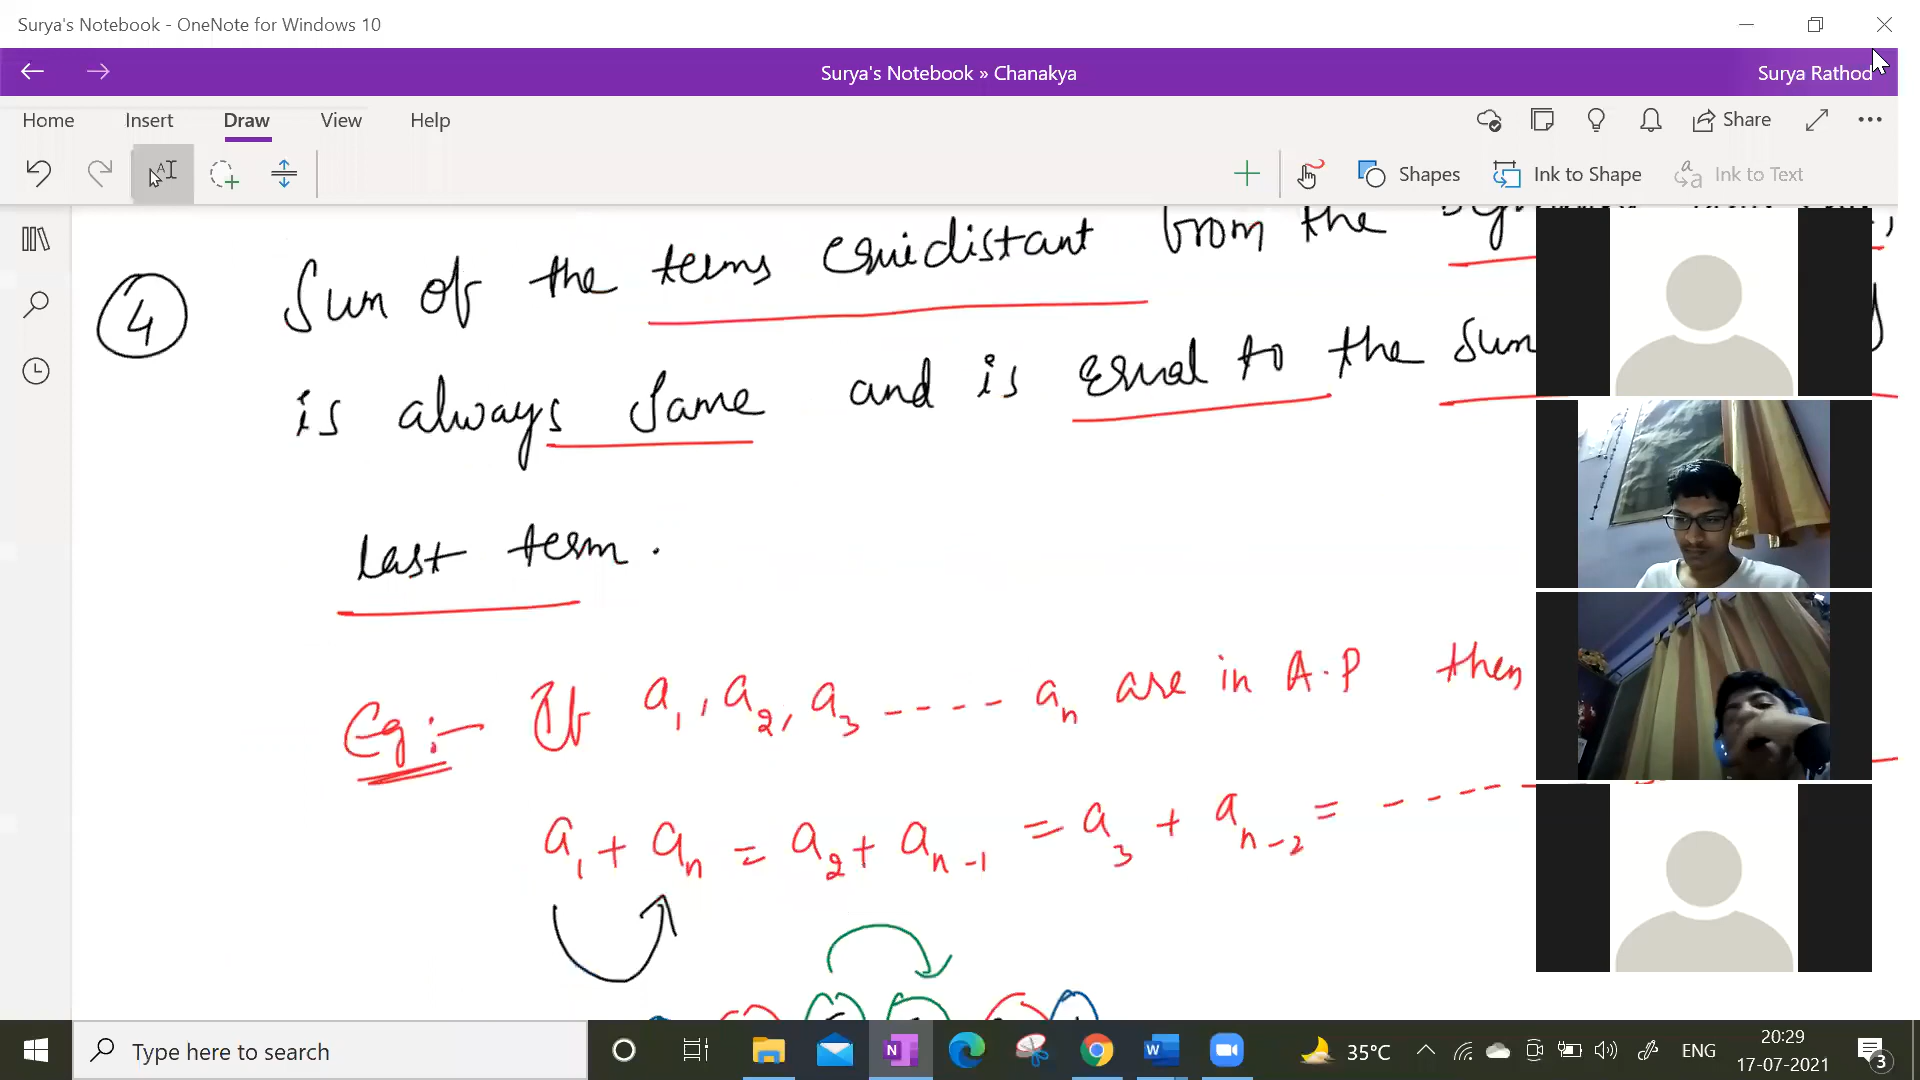 Surya's Notebook - OneNote for Windows 10
Surya's Notebook » Chanakya
Surya Rathod
Home Insert Draw View Help
Share
Shapes Ink to Shape Ink to Text
4 Sum of the terms equidistant from the
is always same and is equal to the sum
last term.
Eg:- If a₁, a₂, a₃ ----- aₙ are in A.P then
a₁ + aₙ = a₂ + aₙ₋₁ = a₃ + aₙ₋₂ = -----
Type here to search
35°C
ENG
20:29
17-07-2021
3